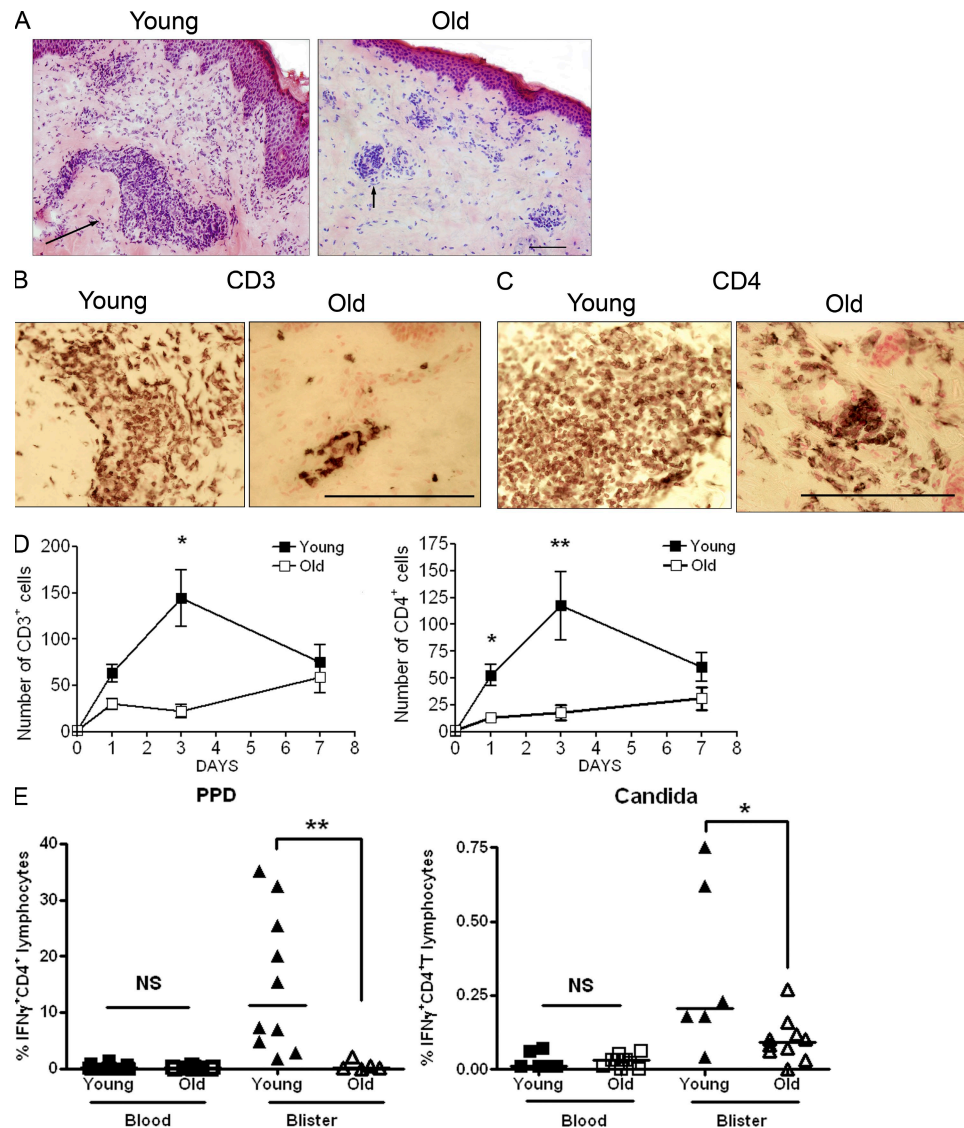 A
Young
Old
B
CD3
Young
Old
C
CD4
Young
Old
D
200
150
100
50
0
Number of CD3+ cells
*
Young
Old
0 1 2 3 4 5 6 7 8
DAYS
175
150
125
100
75
50
25
0
Number of CD4+ cells
*
**
Young
Old
0 1 2 3 4 5 6 7 8
DAYS
E
PPD
% IFNγ+CD4+ lymphocytes
40
30
20
10
0
NS
**
Young Old Young Old
Blood Blister
Candida
% IFNγ+CD4+T lymphocytes
0.75
0.50
0.25
0.00
NS
*
Young Old Young Old
Blood Blister